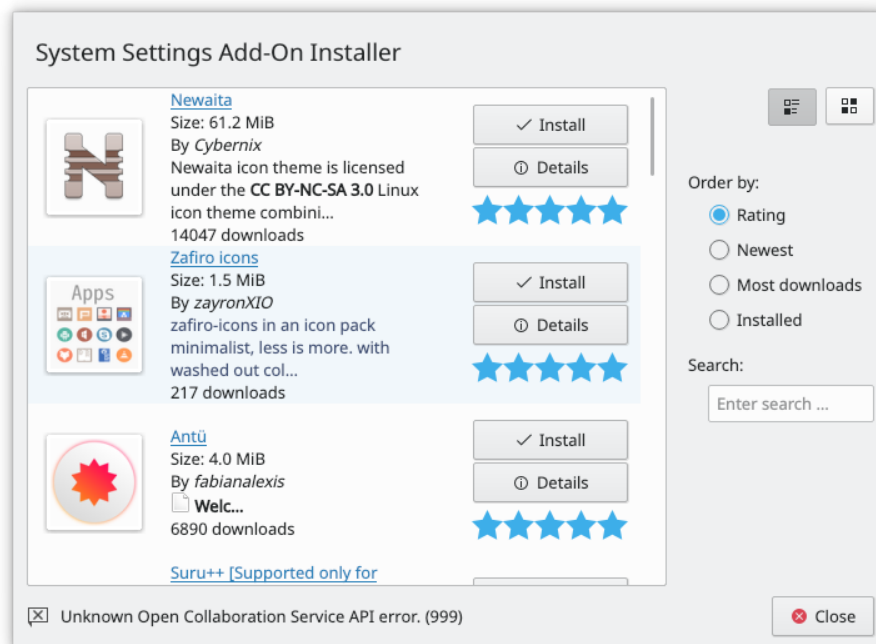 System Settings Add-On Installer
Newaita
Size: 61.2 MiB
By Cybernix
Newaita icon theme is licensed
under the CC BY-NC-SA 3.0 Linux
icon theme combini...
14047 downloads
Install
Details
Zafiro icons
Size: 1.5 MiB
By zayronXIO
zafiro-icons in an icon pack
minimalist, less is more. with
washed out col...
217 downloads
Apps
Install
Details
Antü
Size: 4.0 MiB
By fabianalexis
Welc...
6890 downloads
Install
Details
Suru++ [Supported only for
Order by:
Rating
Newest
Most downloads
Installed
Search:
Enter search ...
Unknown Open Collaboration Service API error. (999)
Close